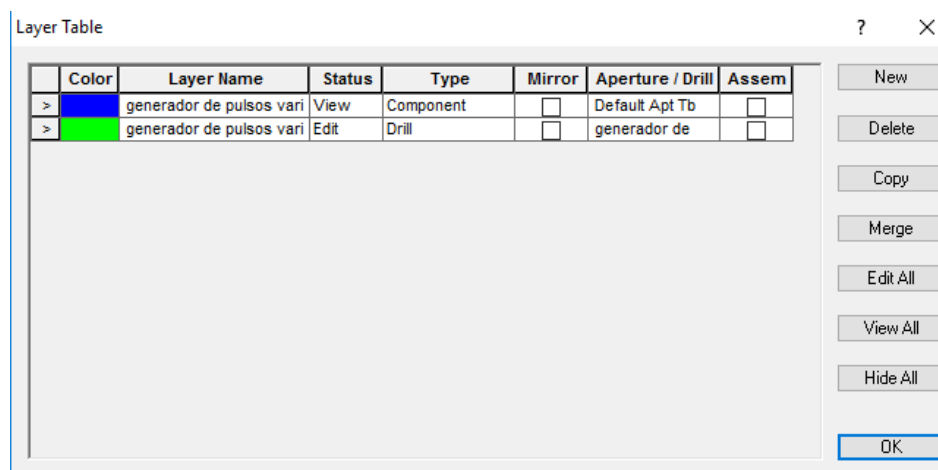 Layer Table ?
Color Layer Name Status Type Mirror Aperture / Drill Assem
> generador de pulsos vari View Component Default Apt Tb
> generador de pulsos vari Edit Drill generador de
New
Delete
Copy
Merge
Edit All
View All
Hide All
OK